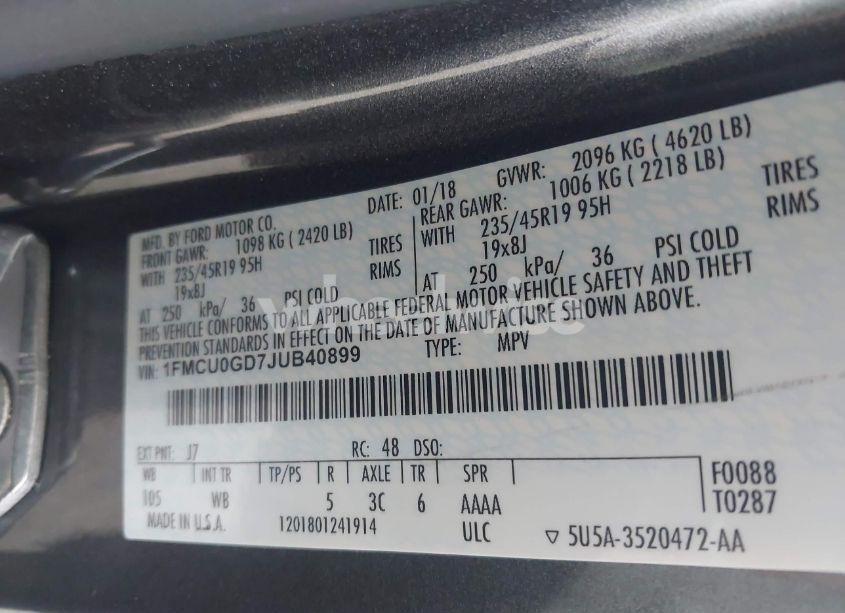 MFD. BY FORD MOTOR CO.
DATE: 01/18 GVWR: 2096 KG ( 4620 LB)
FRONT GAWR: 1098 KG ( 2420 LB)
WITH 235/45R19 95H TIRES
19x8J RIMS
AT 250 kPa/ 36 PSI COLD
REAR GAWR: 1006 KG ( 2218 LB)
WITH 235/45R19 95H TIRES
19x8J RIMS
AT 250 kPa/ 36 PSI COLD
THIS VEHICLE CONFORMS TO ALL APPLICABLE FEDERAL MOTOR VEHICLE SAFETY AND THEFT
PREVENTION STANDARDS IN EFFECT ON THE DATE OF MANUFACTURE SHOWN ABOVE.
VIN: 1FMCU0GD7JUB40899 TYPE: MPV
EXT PNT: J7 RC: 48 DSO:
WB INT TR TP/PS R AXLE TR SPR
105 WB 5 3C 6 AAAA
F0088
T0287
MADE IN U.S.A. 1201801241914 ULC ▽ 5U5A-3520472-AA